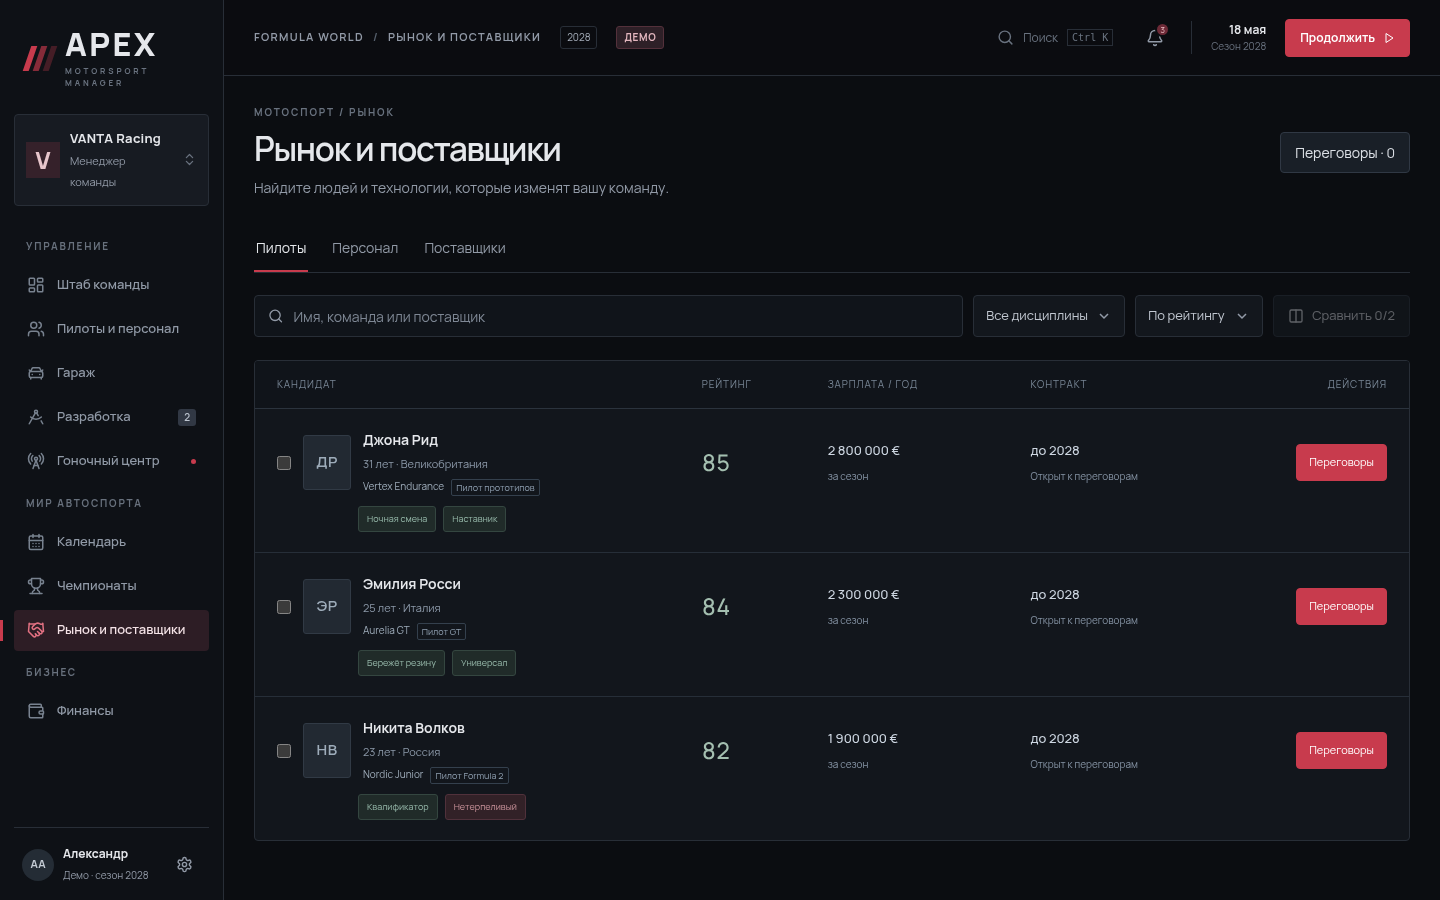 APEX
MOTORSPORT
MANAGER
V
VANTA Racing
Менеджер
команды
УПРАВЛЕНИЕ
Штаб команды
Пилоты и персонал
Гараж
Разработка 2
Гоночный центр
МИР АВТОСПОРТА
Календарь
Чемпионаты
Рынок и поставщики
БИЗНЕС
Финансы
АА
Александр
Демо · сезон 2028
FORMULA WORLD / РЫНОК И ПОСТАВЩИКИ 2028 ДЕМО
Поиск Ctrl K
3
18 мая
Сезон 2028
Продолжить
МОТОСПОРТ / РЫНОК
Рынок и поставщики
Найдите людей и технологии, которые изменят вашу команду.
Переговоры · 0
Пилоты Персонал Поставщики
Имя, команда или поставщик
Все дисциплины
По рейтингу
Сравнить 0/2
КАНДИДАТ РЕЙТИНГ ЗАРПЛАТА / ГОД КОНТРАКТ ДЕЙСТВИЯ
ДР
Джона Рид
31 лет · Великобритания
Vertex Endurance Пилот прототипов
Ночная смена Наставник
85
2 800 000 €
за сезон
до 2028
Открыт к переговорам
Переговоры
ЭР
Эмилия Росси
25 лет · Италия
Aurelia GT Пилот GT
Бережёт резину Универсал
84
2 300 000 €
за сезон
до 2028
Открыт к переговорам
Переговоры
НВ
Никита Волков
23 лет · Россия
Nordic Junior Пилот Formula 2
Квалификатор Нетерпеливый
82
1 900 000 €
за сезон
до 2028
Открыт к переговорам
Переговоры